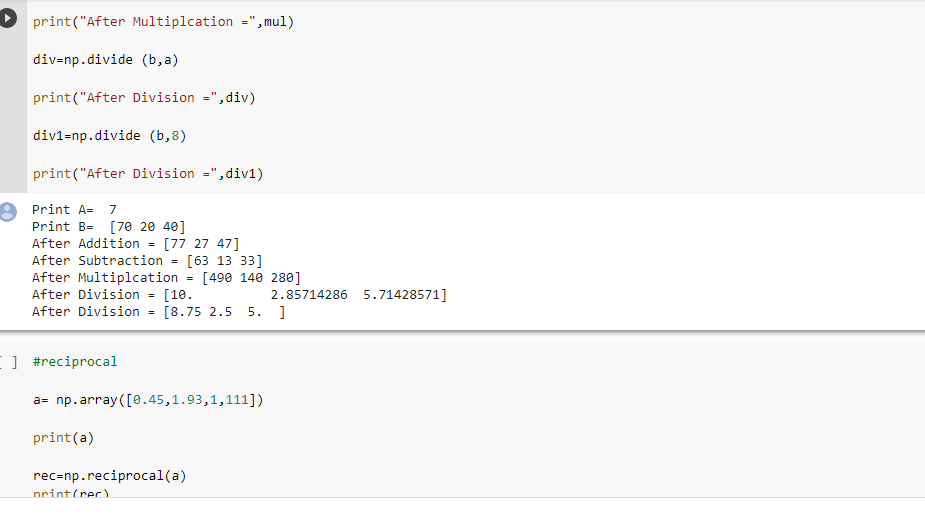 print("After Multiplcation =",mul)
div=np.divide (b,a)
print("After Division =",div)
div1=np.divide (b,8)
print("After Division =",div1)
Print A=  7
Print B=  [70 20 40]
After Addition = [77 27 47]
After Subtraction = [63 13 33]
After Multiplcation = [490 140 280]
After Division = [10.          2.85714286  5.71428571]
After Division = [8.75 2.5  5.  ]
[ ] #reciprocal
a= np.array([0.45,1.93,1,111])
print(a)
rec=np.reciprocal(a)
print(rec)